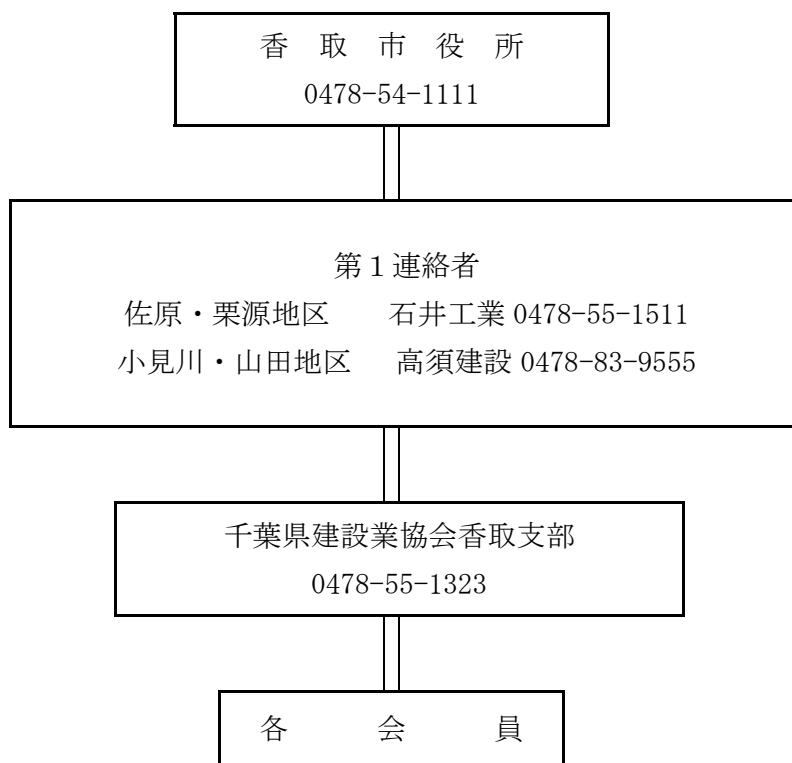 香取市役所
0478-54-1111
第１連絡者
佐原・栗源地区 石井工業 0478-55-1511
小見川・山田地区 高須建設 0478-83-9555
千葉県建設業協会香取支部
0478-55-1323
各会員